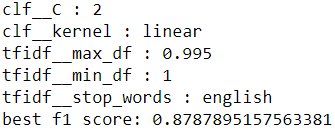 clf__C : 2
clf__kernel : linear
tfidf__max_df : 0.995
tfidf__min_df : 1
tfidf__stop_words : english
best f1 score: 0.8787895157563381